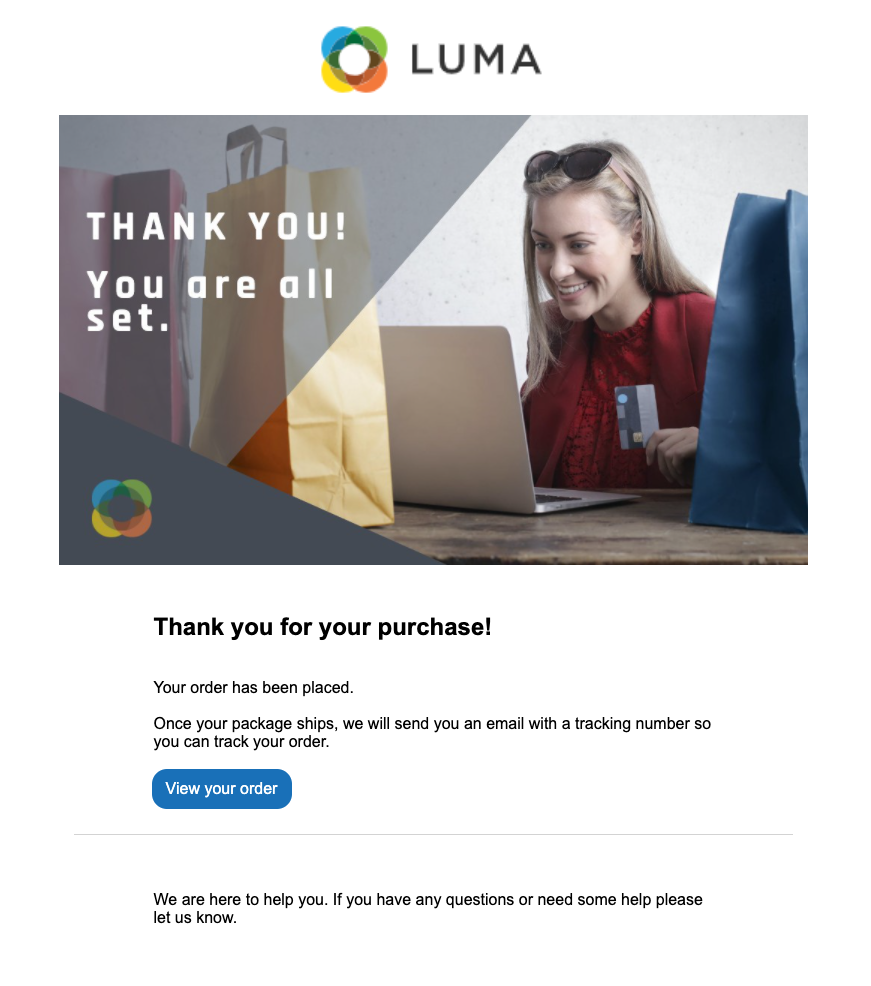 LUMA
THANK YOU!
You are all
set.
Thank you for your purchase!
Your order has been placed.
Once your package ships, we will send you an email with a tracking number so
you can track your order.
View your order
We are here to help you. If you have any questions or need some help please
let us know.